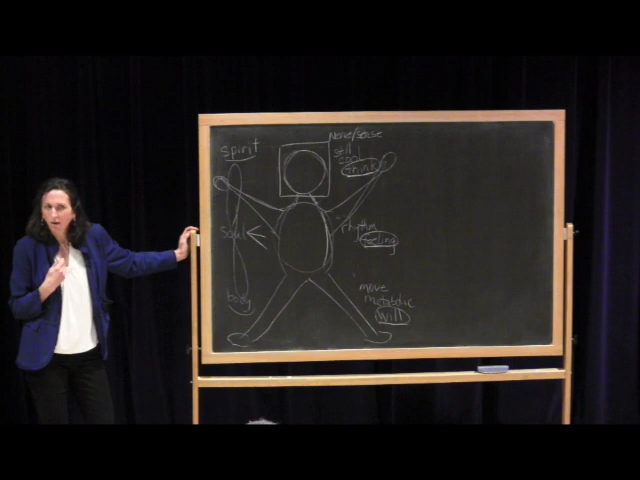 spirit
soul
body
Nerve/sense
still
cool
think
rhythm
feeling
move
metabolic
will